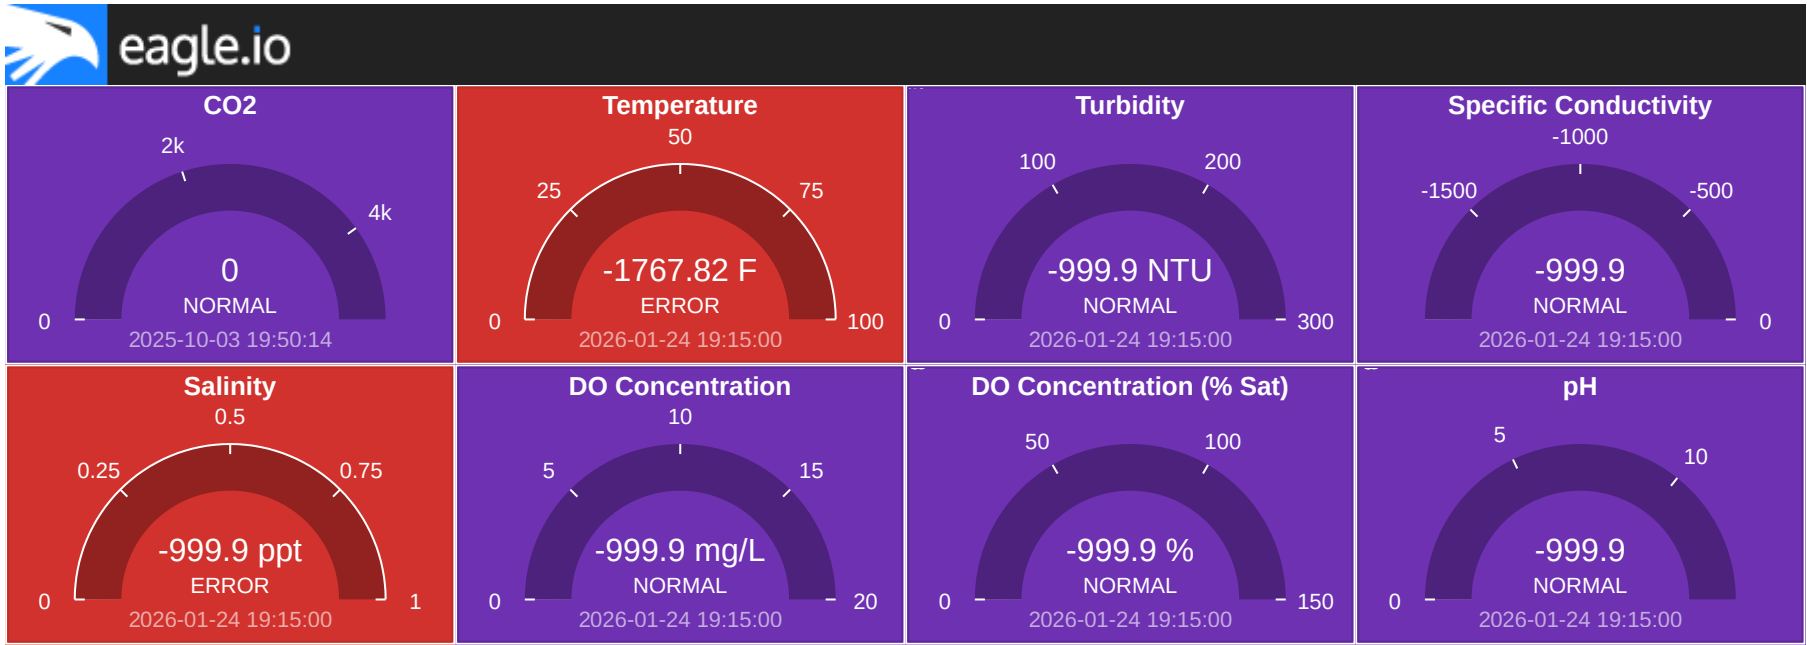 eagle.io
CO2
2k
4k
0
NORMAL
0
2025-10-03 19:50:14
Temperature
50
25
75
-1767.82 F
ERROR
0
100
2026-01-24 19:15:00
Turbidity
100
200
-999.9 NTU
NORMAL
0
300
2026-01-24 19:15:00
Specific Conductivity
-1000
-1500
-500
-999.9
NORMAL
0
2026-01-24 19:15:00
Salinity
0.5
0.25
0.75
-999.9 ppt
ERROR
0
1
2026-01-24 19:15:00
DO Concentration
10
5
15
-999.9 mg/L
NORMAL
0
20
2026-01-24 19:15:00
DO Concentration (% Sat)
50
100
-999.9 %
NORMAL
0
150
2026-01-24 19:15:00
pH
5
10
-999.9
NORMAL
0
2026-01-24 19:15:00